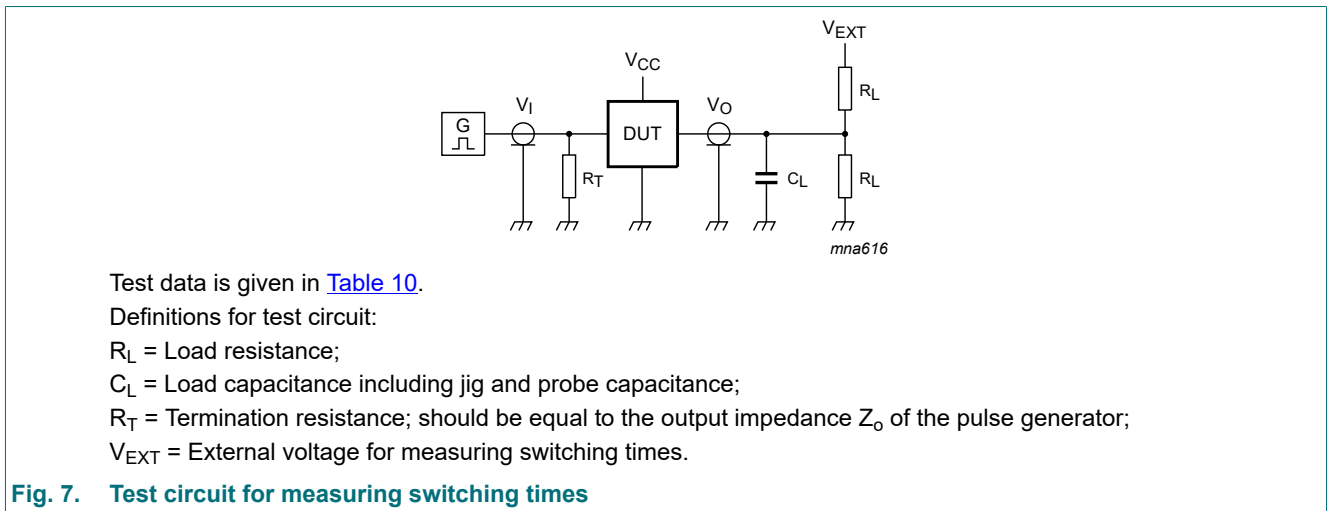 VEXT
VCC
RL
VI
VO
G
DUT
RT
CL
RL
mna616
Test data is given in Table 10.
Definitions for test circuit:
RL = Load resistance;
CL = Load capacitance including jig and probe capacitance;
RT = Termination resistance; should be equal to the output impedance Zo of the pulse generator;
VEXT = External voltage for measuring switching times.
Fig. 7. Test circuit for measuring switching times